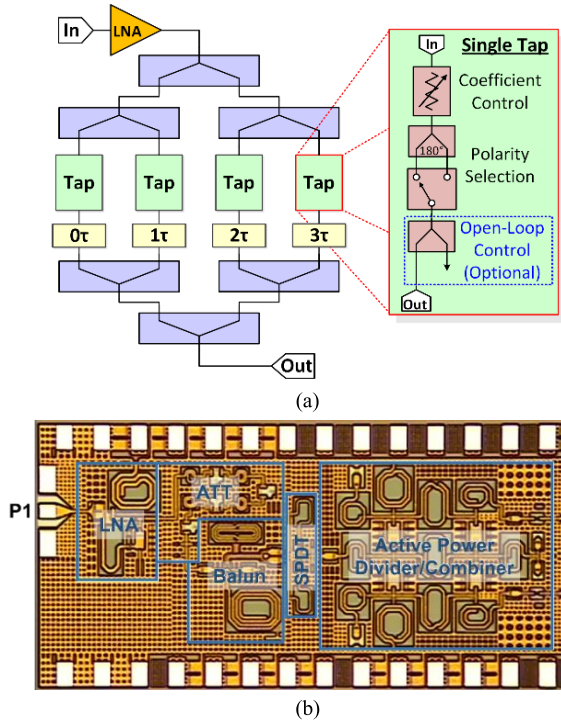 In
LNA
Tap
Tap
Tap
Tap
0τ
1τ
2τ
3τ
Out
In
Single Tap
Coefficient
Control
180°
Polarity
Selection
Open-Loop
Control
(Optional)
Out
(a)
P1
LNA
ATT
Balun
SPDT
Active Power
Divider/Combiner
(b)